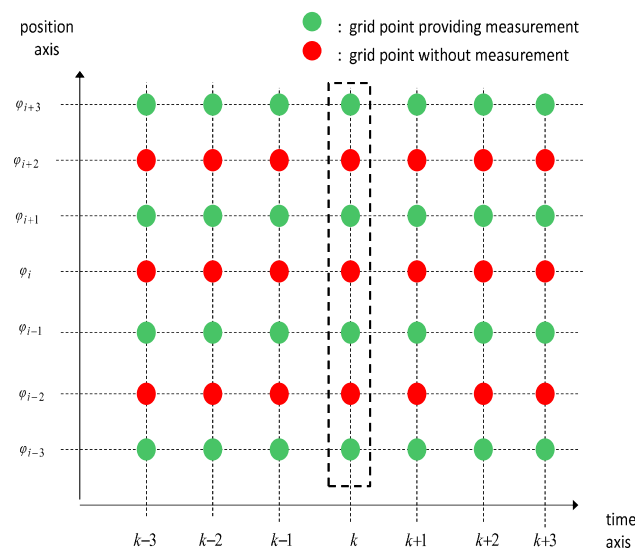 position
axis
: grid point providing measurement
: grid point without measurement
φi+3
φi+2
φi+1
φi
φi−1
φi−2
φi−3
k−3 k−2 k−1 k k+1 k+2 k+3
time
axis